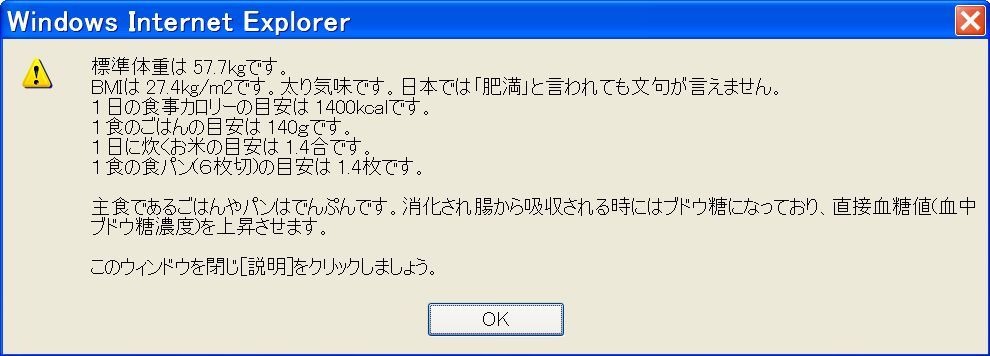 Windows Internet Explorer
標準体重は 57.7kgです。
BMIは 27.4kg/m2です。太り気味です。日本では「肥満」と言われても文句が言えません。
1日の食事カロリーの目安は 1400kcalです。
1食のごはんの目安は 140gです。
1日に炊くお米の目安は 1.4合です。
1食の食パン(6枚切)の目安は 1.4枚です。
主食であるごはんやパンはでんぷんです。消化され腸から吸収される時にはブドウ糖になっており、直接血糖値(血中
ブドウ糖濃度)を上昇させます。
このウィンドウを閉じ[説明]をクリックしましょう。
OK